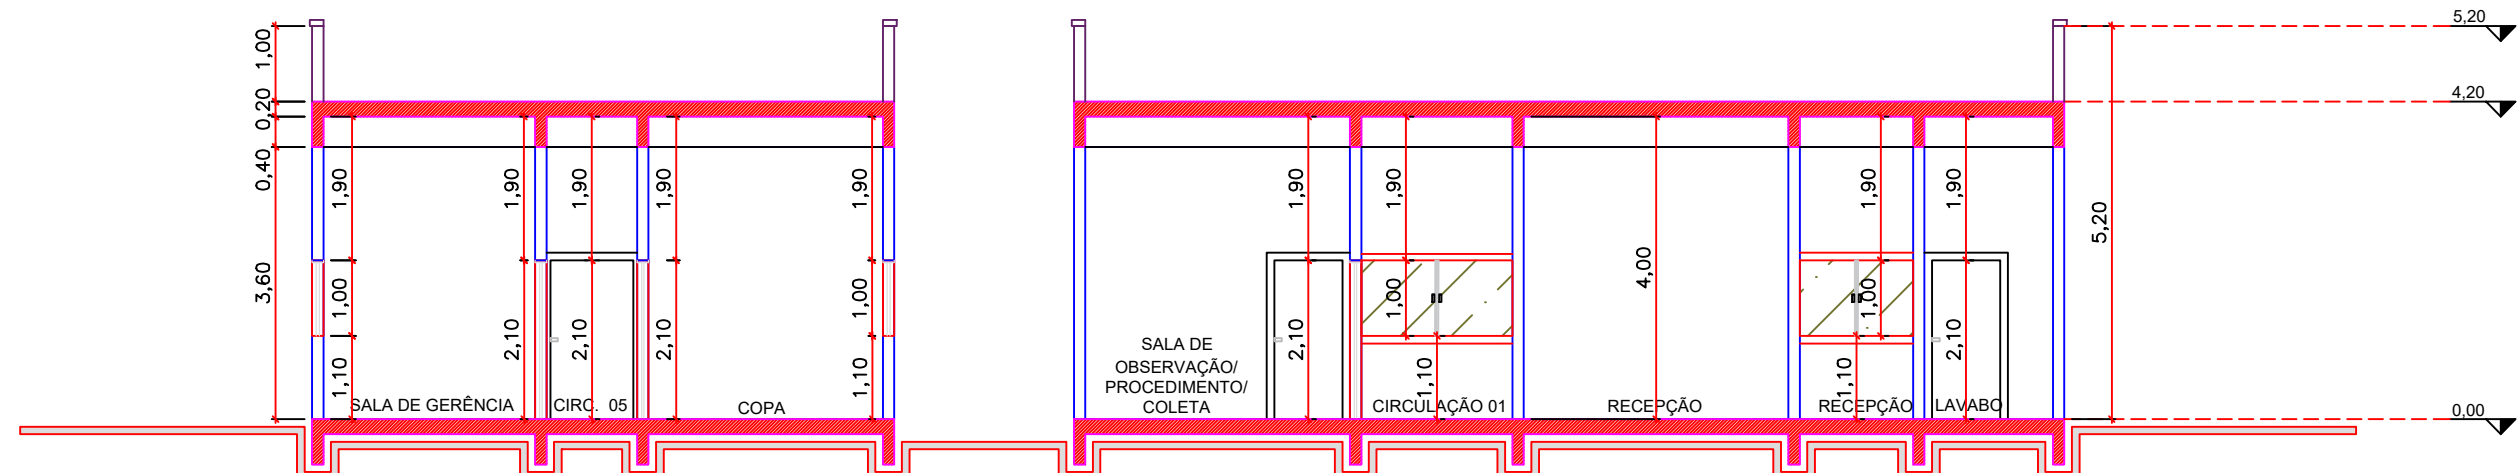 5,20
4,20
0,00
1,00
0,20
0,40
3,60
1,90
1,00
1,10
1,90
2,10
1,90
2,10
1,90
2,10
1,90
1,00
1,10
SALA DE GERÊNCIA
CIRC. 05
COPA
1,90
2,10
1,90
1,00
1,10
4,00
1,90
1,00
1,10
1,90
2,10
5,20
SALA DE
OBSERVAÇÃO/
PROCEDIMENTO/
COLETA
CIRCULAÇÃO 01
RECEPÇÃO
RECEPÇÃO
LAVABO